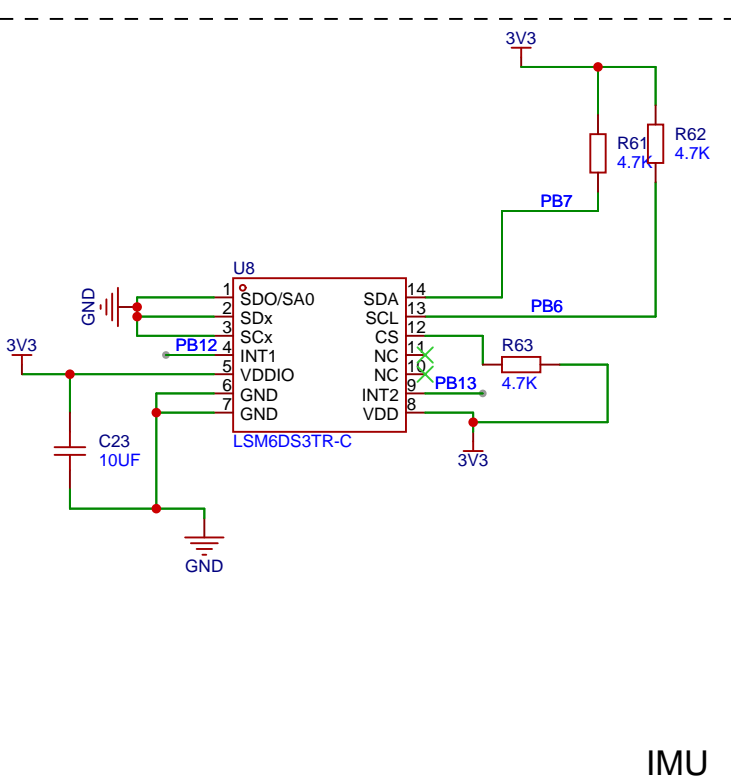 3V3
R61
4.7K
R62
4.7K
PB7
U8
GND
1
SDO/SA0
SDA
14
2
SDx
SCL
13
PB6
3
SCx
CS
12
R63
4.7K
3V3
PB12
4
INT1
NC
11
5
VDDIO
NC
10
6
GND
INT2
9
PB13
7
GND
VDD
8
LSM6DS3TR-C
C23
10UF
3V3
GND
IMU